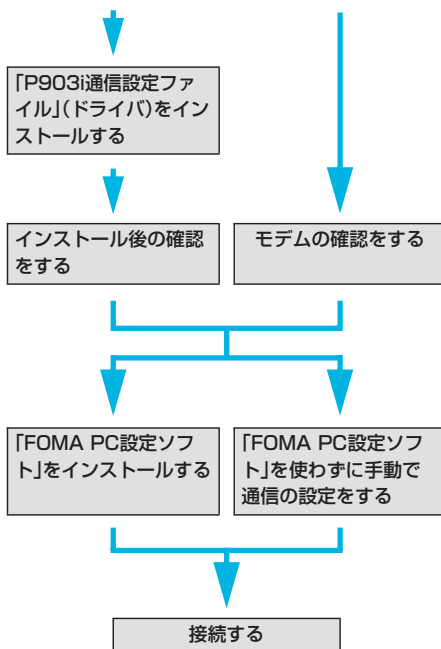 「P903i通信設定ファ
イル」(ドライバ)をイン
ストールする
インストール後の確認
をする
モデムの確認をする
「FOMA PC設定ソフ
ト」をインストールする
「FOMA PC設定ソフ
ト」を使わずに手動で
通信の設定をする
接続する